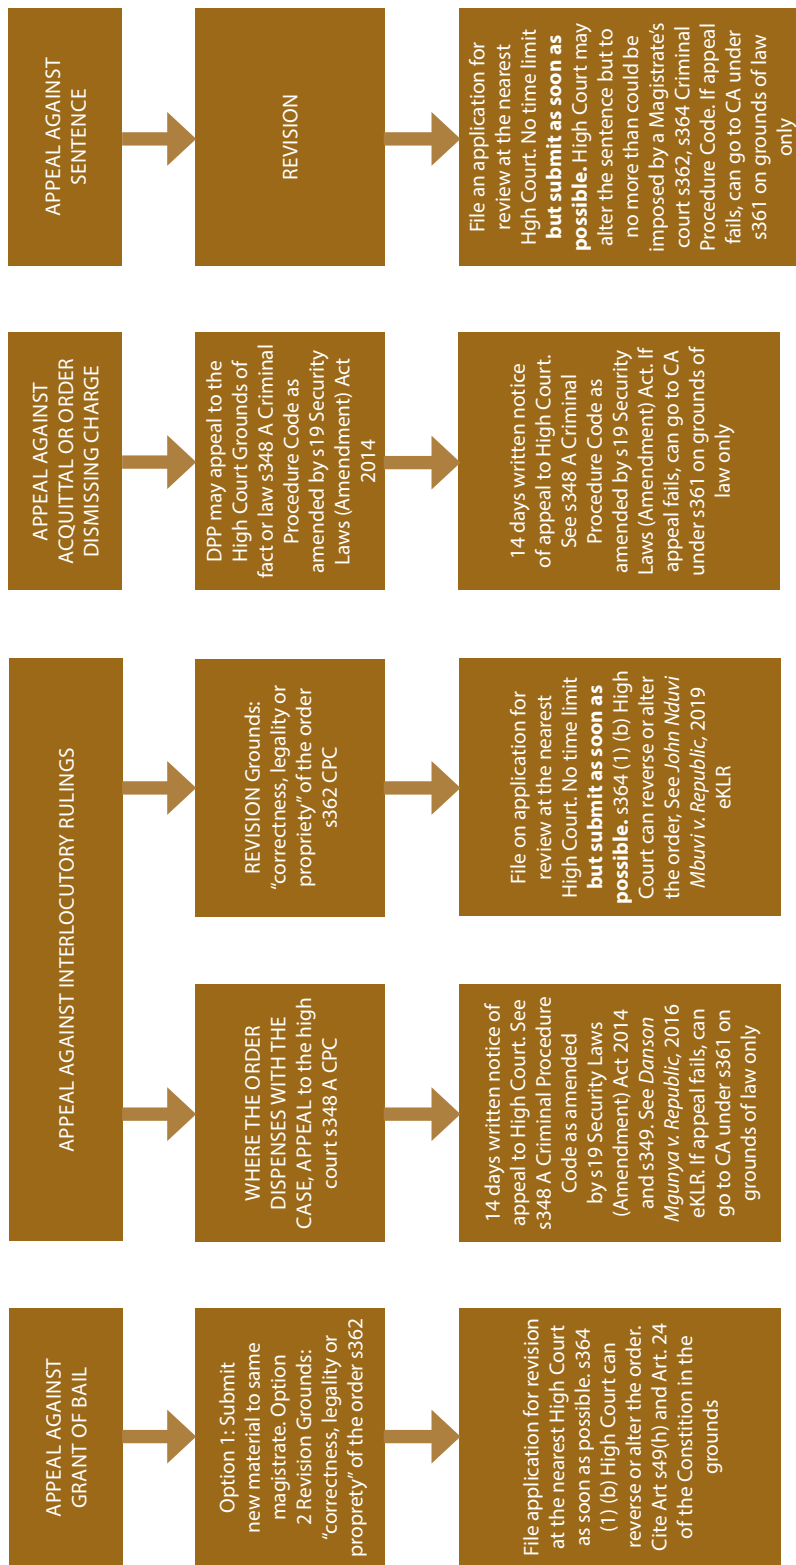 APPEAL AGAINST
GRANT OF BAIL
Option 1: Submit
new material to same
magistrate. Option
2 Revision Grounds:
“correctness, legality or
proprety” of the order s362
File application for revision
at the nearest High Court
as soon as possible. s364
(1) (b) High Court can
reverse or alter the order.
Cite Art s49(h) and Art. 24
of the Constition in the
grounds
APPEAL AGAINST INTERLOCUTORY RULINGS
WHERE THE ORDER
DISPENSES WITH THE
CASE, APPEAL to the high
court s348 A CPC
14 days written notice of
appeal to High Court. See
s348 A Criminal Procedure
Code as amended
by s19 Security Laws
(Amendment) Act 2014
and s349. See Danson
Mgunya v. Republic, 2016
eKLR. If appeal fails, can
go to CA under s361 on
grounds of law only
REVISION Grounds:
“correctness, legality or
propriety” of the order
s362 CPC
File on application for
review at the nearest
High Court. No time limit
but submit as soon as
possible. s364 (1) (b) High
Court can reverse or alter
the order, See John Nduvi
Mbuvi v. Republic, 2019
eKLR
APPEAL AGAINST
ACQUITTAL OR ORDER
DISMISSING CHARGE
DPP may appeal to the
High Court Grounds of
fact or law s348 A Criminal
Procedure Code as
amended by s19 Security
Laws (Amendment) Act
2014
14 days written notice
of appeal to High Court.
See s348 A Criminal
Procedure Code as
amended by s19 Security
Laws (Amendment) Act. If
appeal fails, can go to CA
under s361 on grounds of
law only
APPEAL AGAINST
SENTENCE
REVISION
File an application for
review at the nearest
Hgh Court. No time limit
but submit as soon as
possible. High Court may
alter the sentence but to
no more than could be
imposed by a Magistrate’s
court s362, s364 Criminal
Procedure Code. If appeal
fails, can go to CA under
s361 on grounds of law
only